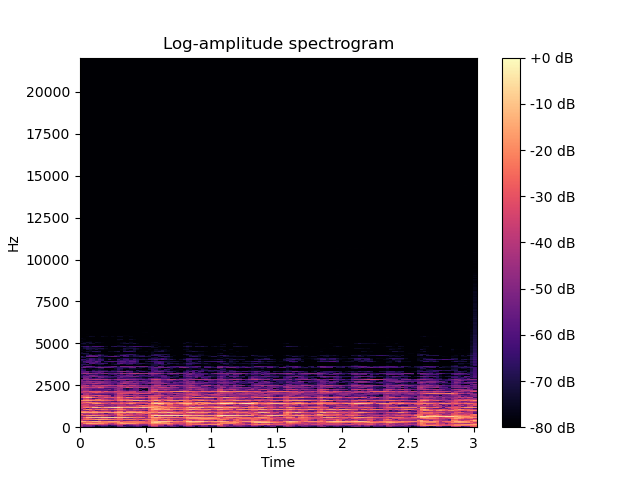 Log-amplitude spectrogram
+0 dB
20000
-10 dB
17500
-20 dB
15000
-30 dB
12500
Hz
-40 dB
10000
-50 dB
7500
-60 dB
5000
-70 dB
2500
0
-80 dB
0 0.5 1 1.5 2 2.5 3
Time